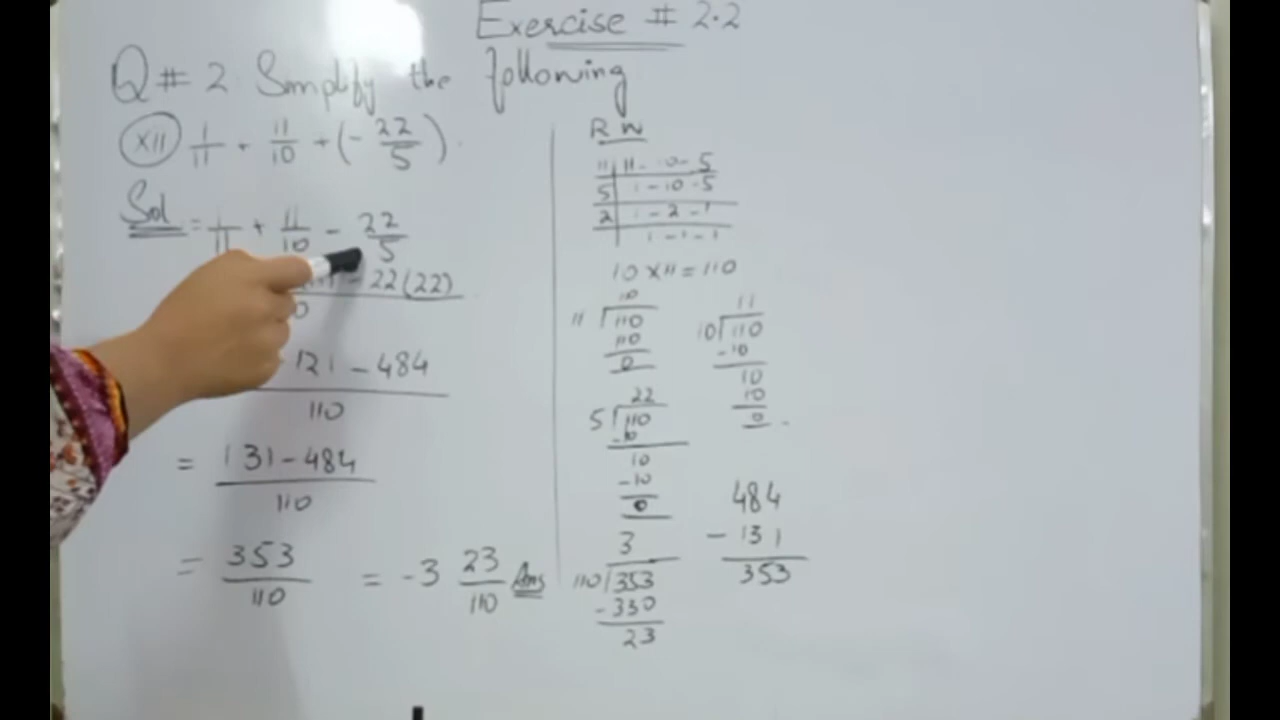 Exercise # 2.2
Q # 2 Simplify the following
(XII) 1/11 + 11/10 + (- 22/5).
Sol = 1/11 + 11/10 - 22/5
- 22(22)
121 - 484
110
= 131 - 484
110
= 353/110 = -3 23/110 Ans
R W
11 | 11 - 10 - 5
5 | 1 - 10 - 5
2 | 1 - 2 - 1
1 - 1 - 1
10 x 11 = 110
10
11 110
110
0
11
10 110
-10
10
10
0
22
5 110
-10
10
-10
0
484
- 131
353
3
110 353
-330
23